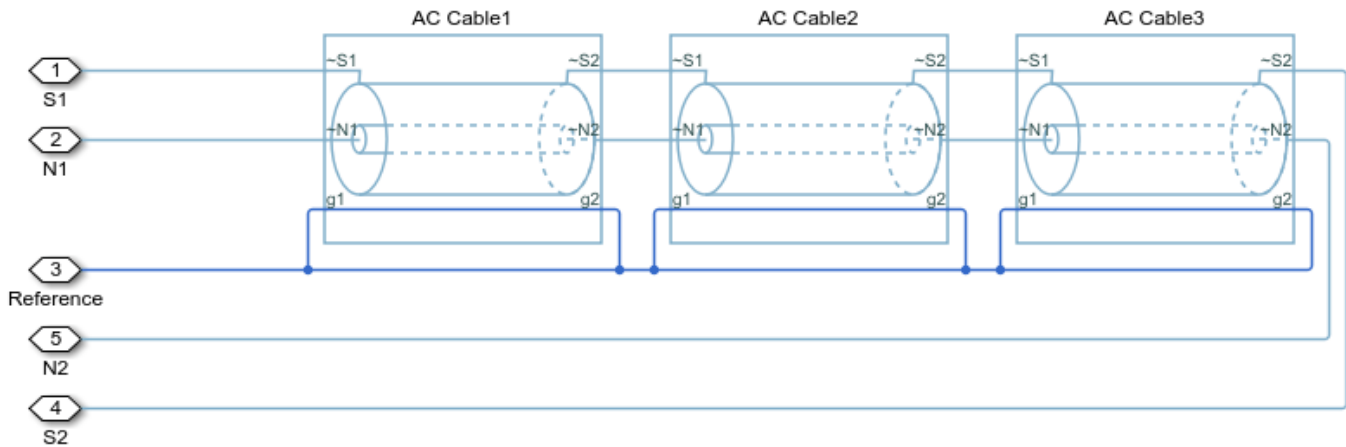 AC Cable1 AC Cable2 AC Cable3
~S1 ~S2 ~S1 ~S2 ~S1 ~S2
1
S1
~N1 ~N2 ~N1 ~N2 ~N1 ~N2
2
N1
g1 g2 g1 g2 g1 g2
3
Reference
5
N2
4
S2